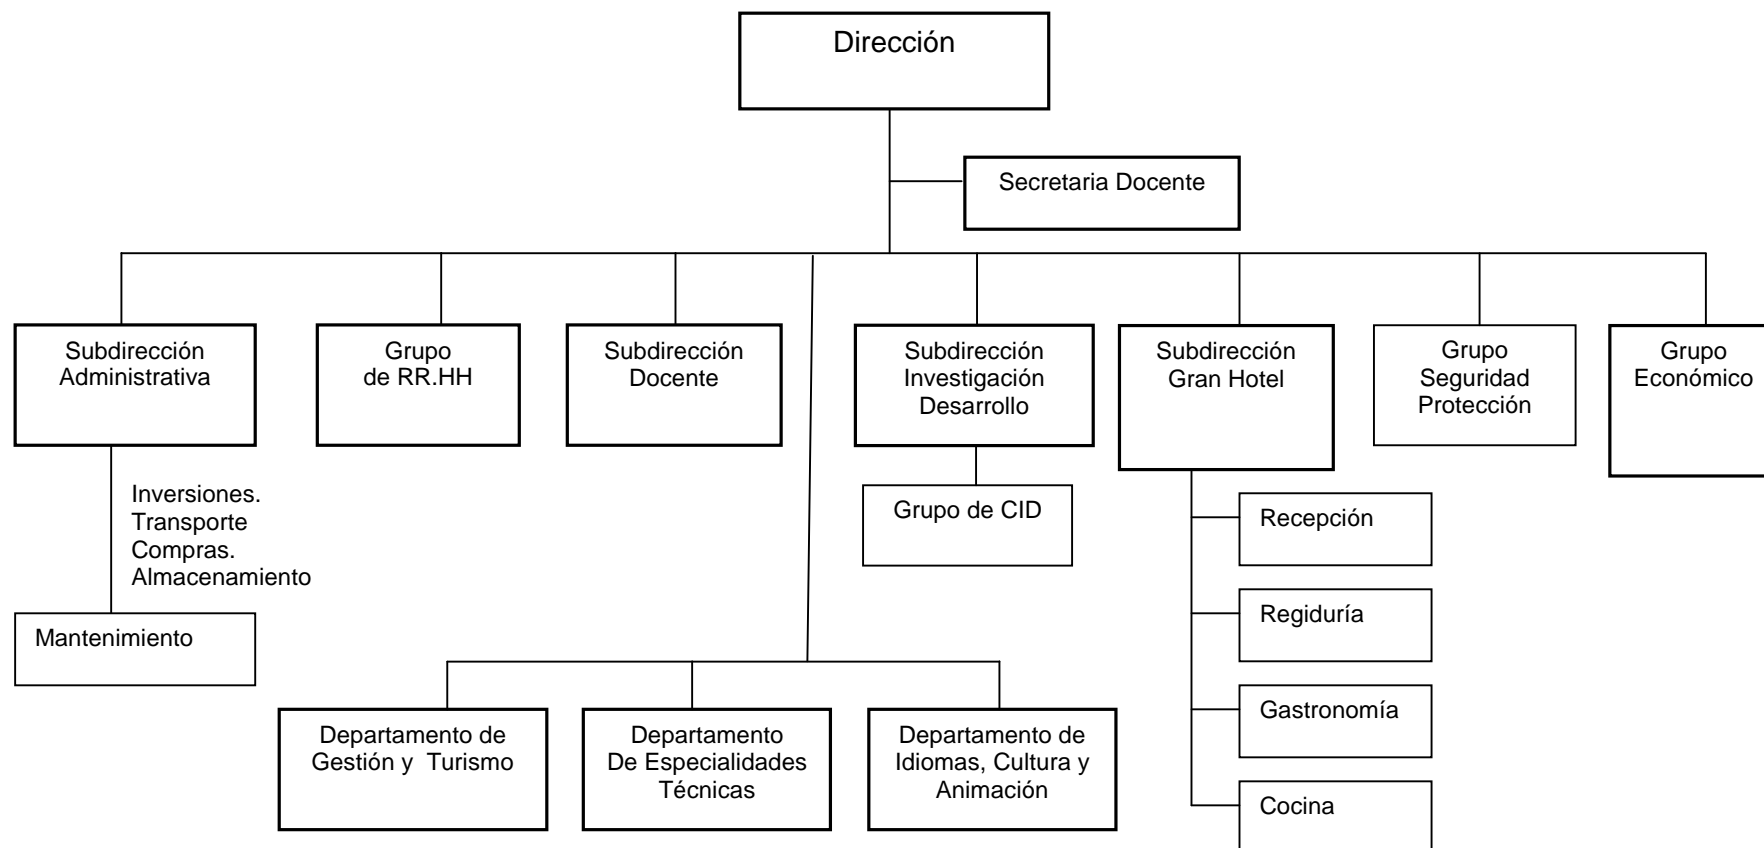 Dirección
Secretaria Docente
Subdirección
Administrativa
Grupo
de RR.HH
Subdirección
Docente
Subdirección
Investigación
Desarrollo
Subdirección
Gran Hotel
Grupo
Seguridad
Protección
Grupo
Económico
Inversiones.
Transporte
Compras.
Almacenamiento
Grupo de CID
Recepción
Regiduría
Mantenimiento
Gastronomía
Departamento de
Gestión y Turismo
Departamento
De Especialidades
Técnicas
Departamento de
Idiomas, Cultura y
Animación
Cocina